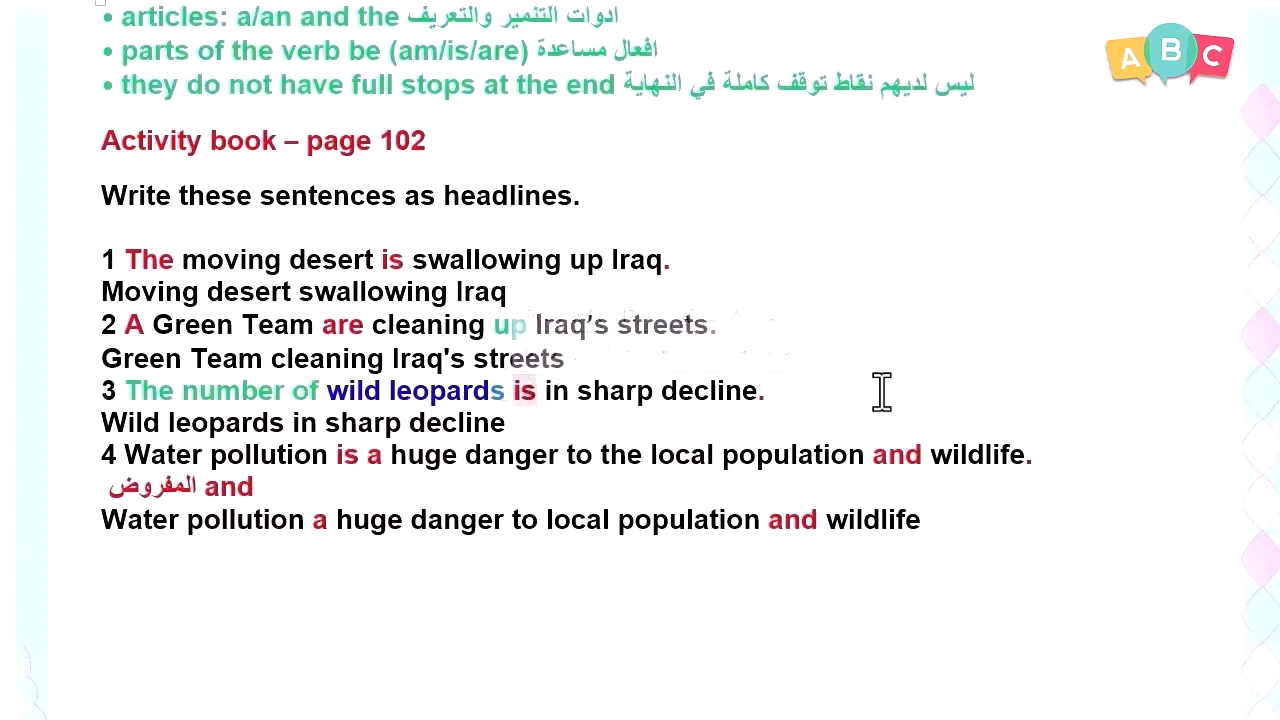 • articles: a/an and the ادوات التنمير والتعريف
• parts of the verb be (am/is/are) افعال مساعدة
• they do not have full stops at the end ليس لديهم نقاط توقف كاملة في النهاية
A B C
Activity book – page 102
Write these sentences as headlines.
1 The moving desert is swallowing up Iraq.
Moving desert swallowing Iraq
2 A Green Team are cleaning up Iraq’s streets.
Green Team cleaning Iraq's streets
3 The number of wild leopards is in sharp decline.
Wild leopards in sharp decline
4 Water pollution is a huge danger to the local population and wildlife.
المفروض and
Water pollution a huge danger to local population and wildlife